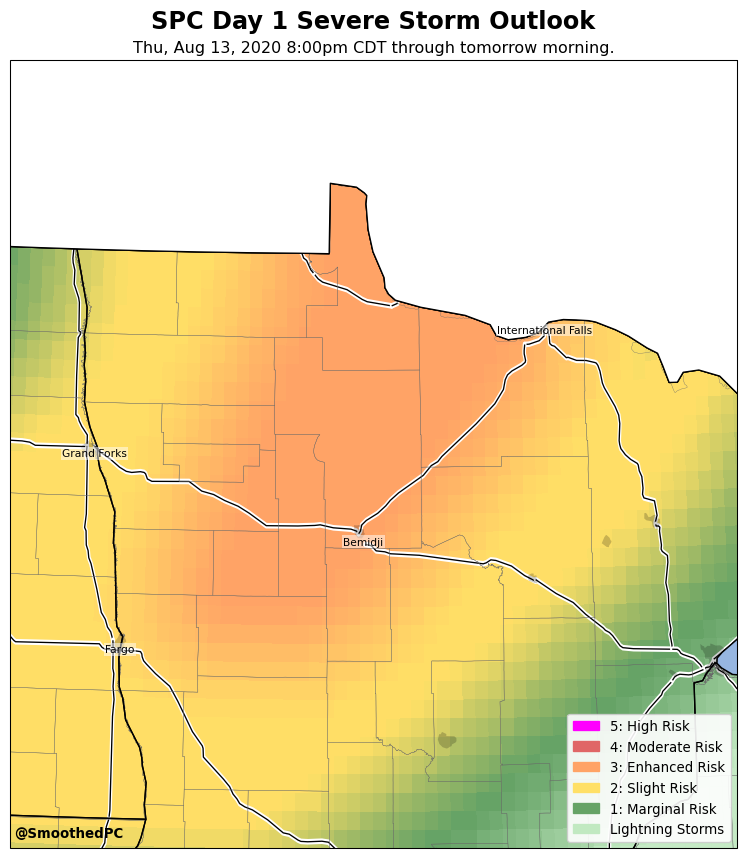 SPC Day 1 Severe Storm Outlook
Thu, Aug 13, 2020 8:00pm CDT through tomorrow morning.
International Falls
Grand Forks
Bemidji
Fargo
5: High Risk
4: Moderate Risk
3: Enhanced Risk
2: Slight Risk
1: Marginal Risk
Lightning Storms
@SmoothedPC